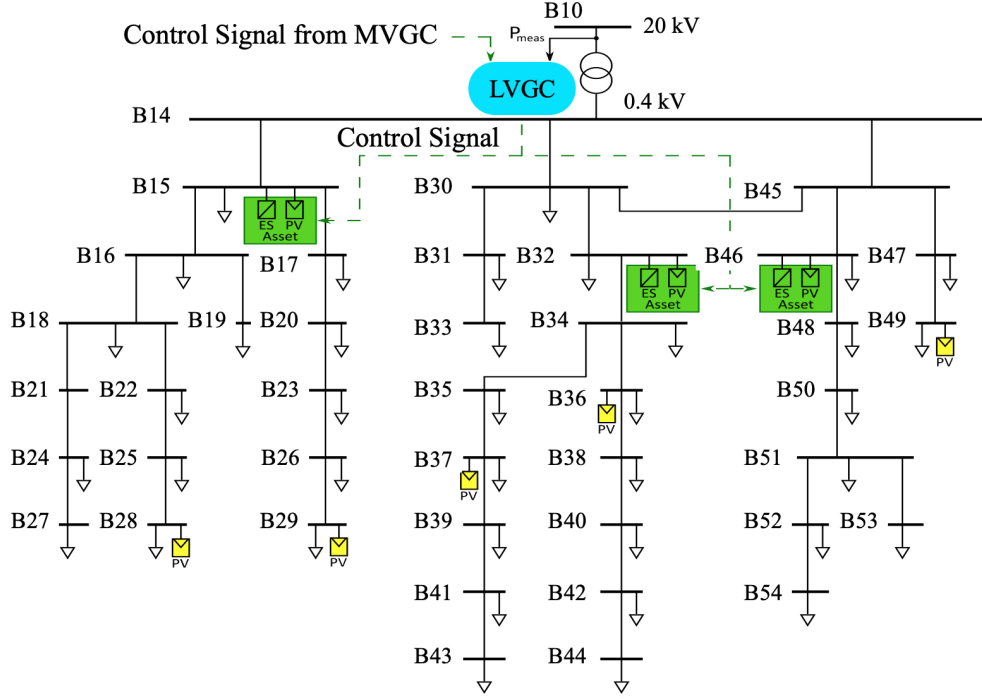 B10
20 kV
Control Signal from MVGC
Pmeas
LVGC
0.4 kV
B14
Control Signal
B15
B30
B45
ES PV
Asset
B16
B17
B31
B32
B46
B47
ES PV
Asset
ES PV
Asset
B18
B19
B20
B33
B34
B48
B49
PV
B21
B22
B23
B35
B36
B50
PV
B24
B25
B26
B37
B38
B51
PV
B27
B28
B29
B39
B40
B52
B53
PV
PV
B41
B42
B54
B43
B44